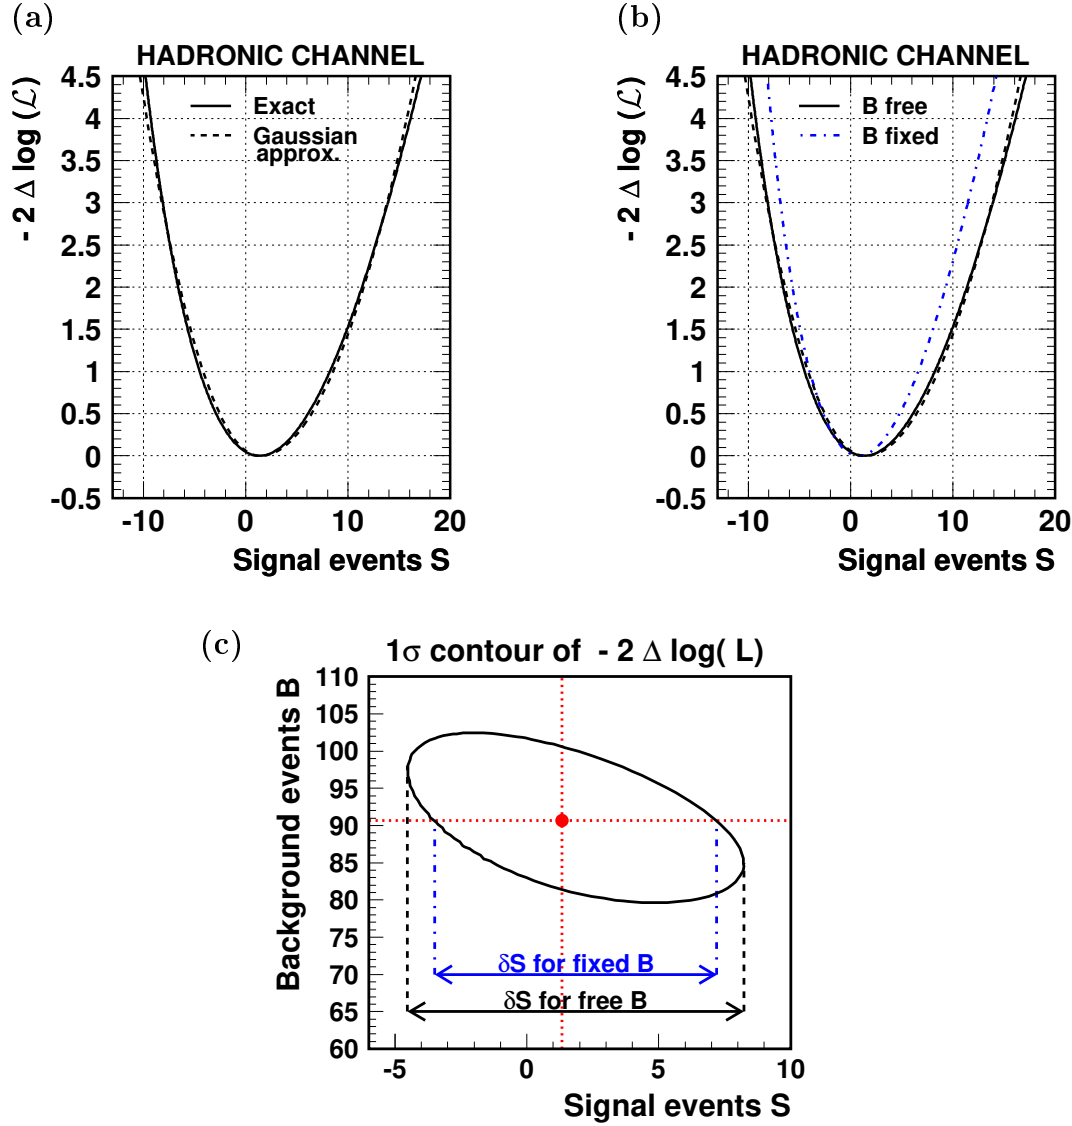 (a)
HADRONIC CHANNEL
- 2 Δ log (ℒ)
4.5
4
3.5
3
2.5
2
1.5
1
0.5
0
-0.5
Exact
Gaussian
approx.
-10 0 10 20
Signal events S
(b)
HADRONIC CHANNEL
- 2 Δ log (ℒ)
4.5
4
3.5
3
2.5
2
1.5
1
0.5
0
-0.5
B free
B fixed
-10 0 10 20
Signal events S
(c)
1σ contour of - 2 Δ log( L)
Background events B
110
105
100
95
90
85
80
75
70
65
60
δS for fixed B
δS for free B
-5 0 5 10
Signal events S